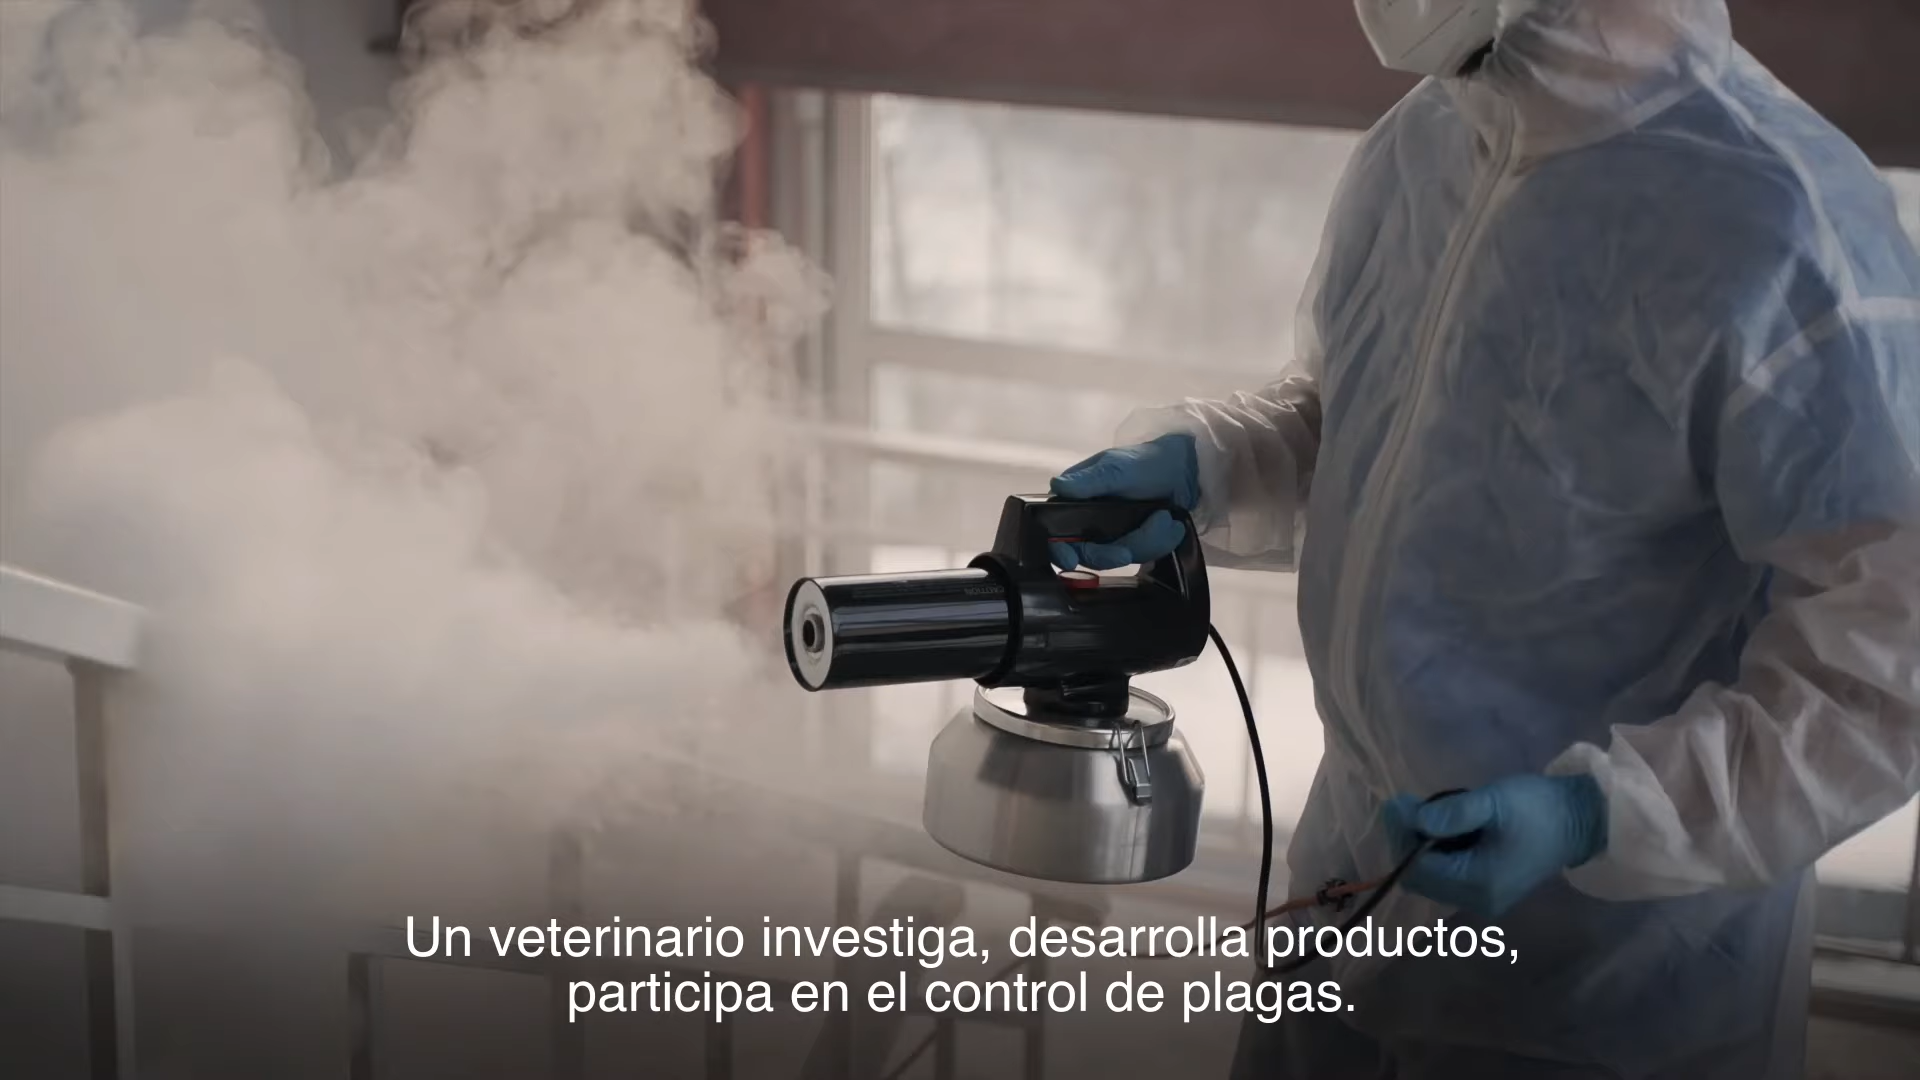 Un veterinario investiga, desarrolla productos,
participa en el control de plagas.